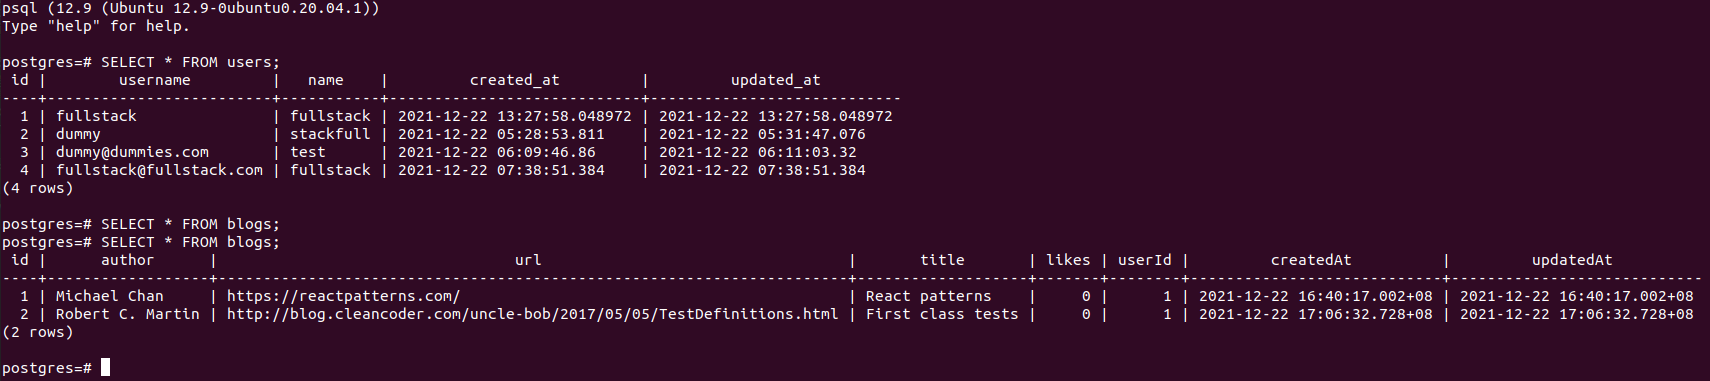 psql (12.9 (Ubuntu 12.9-0ubuntu0.20.04.1))
Type "help" for help.
postgres=# SELECT * FROM users;
 id |        username         |   name    |         created_at         |         updated_at
----+-------------------------+-----------+----------------------------+----------------------------
  1 | fullstack               | fullstack | 2021-12-22 13:27:58.048972 | 2021-12-22 13:27:58.048972
  2 | dummy                   | stackfull | 2021-12-22 05:28:53.811    | 2021-12-22 05:31:47.076
  3 | dummy@dummies.com       | test      | 2021-12-22 06:09:46.86     | 2021-12-22 06:11:03.32
  4 | fullstack@fullstack.com | fullstack | 2021-12-22 07:38:51.384    | 2021-12-22 07:38:51.384
(4 rows)
postgres=# SELECT * FROM blogs;
postgres=# SELECT * FROM blogs;
 id |      author      |                                 url                                  |       title       | likes | userId |         createdAt          |         updatedAt
----+------------------+----------------------------------------------------------------------+-------------------+-------+--------+----------------------------+----------------------------
  1 | Michael Chan     | https://reactpatterns.com/                                           | React patterns    |     0 |      1 | 2021-12-22 16:40:17.002+08 | 2021-12-22 16:40:17.002+08
  2 | Robert C. Martin | http://blog.cleancoder.com/uncle-bob/2017/05/05/TestDefinitions.html | First class tests |     0 |      1 | 2021-12-22 17:06:32.728+08 | 2021-12-22 17:06:32.728+08
(2 rows)
postgres=#